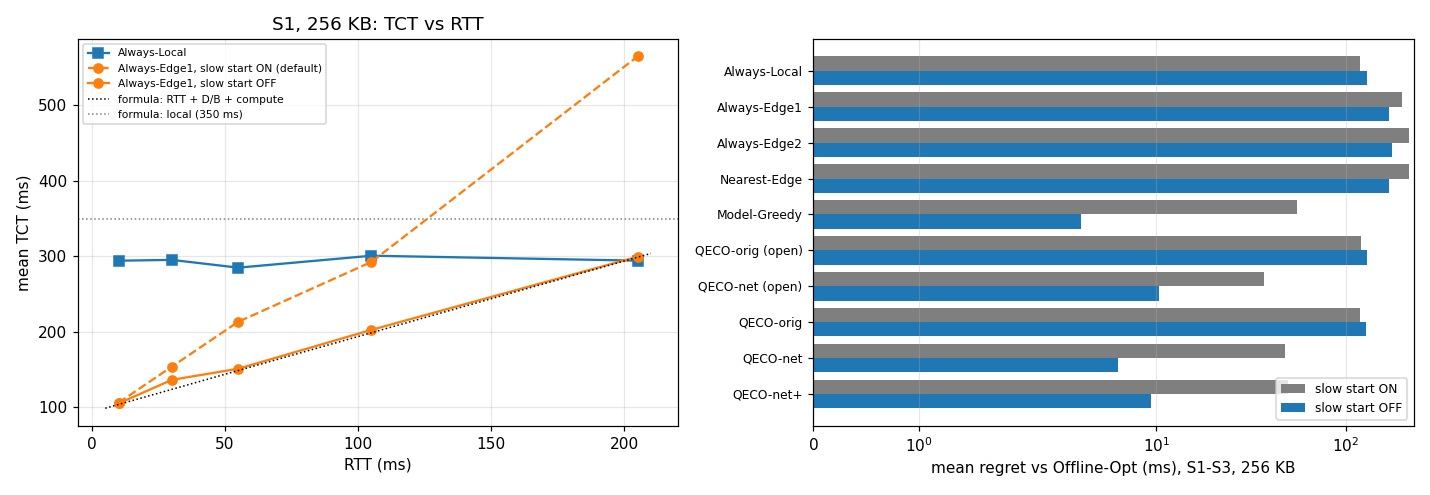 S1, 256 KB: TCT vs RTT
Always-Local
Always-Edge1, slow start ON (default)
Always-Edge1, slow start OFF
formula: RTT + D/B + compute
formula: local (350 ms)
mean TCT (ms)
500
400
300
200
100
0
50
100
150
200
RTT (ms)
Always-Local
Always-Edge1
Always-Edge2
Nearest-Edge
Model-Greedy
QECO-orig (open)
QECO-net (open)
QECO-orig
QECO-net
QECO-net+
slow start ON
slow start OFF
0
10⁰
10¹
10²
mean regret vs Offline-Opt (ms), S1-S3, 256 KB